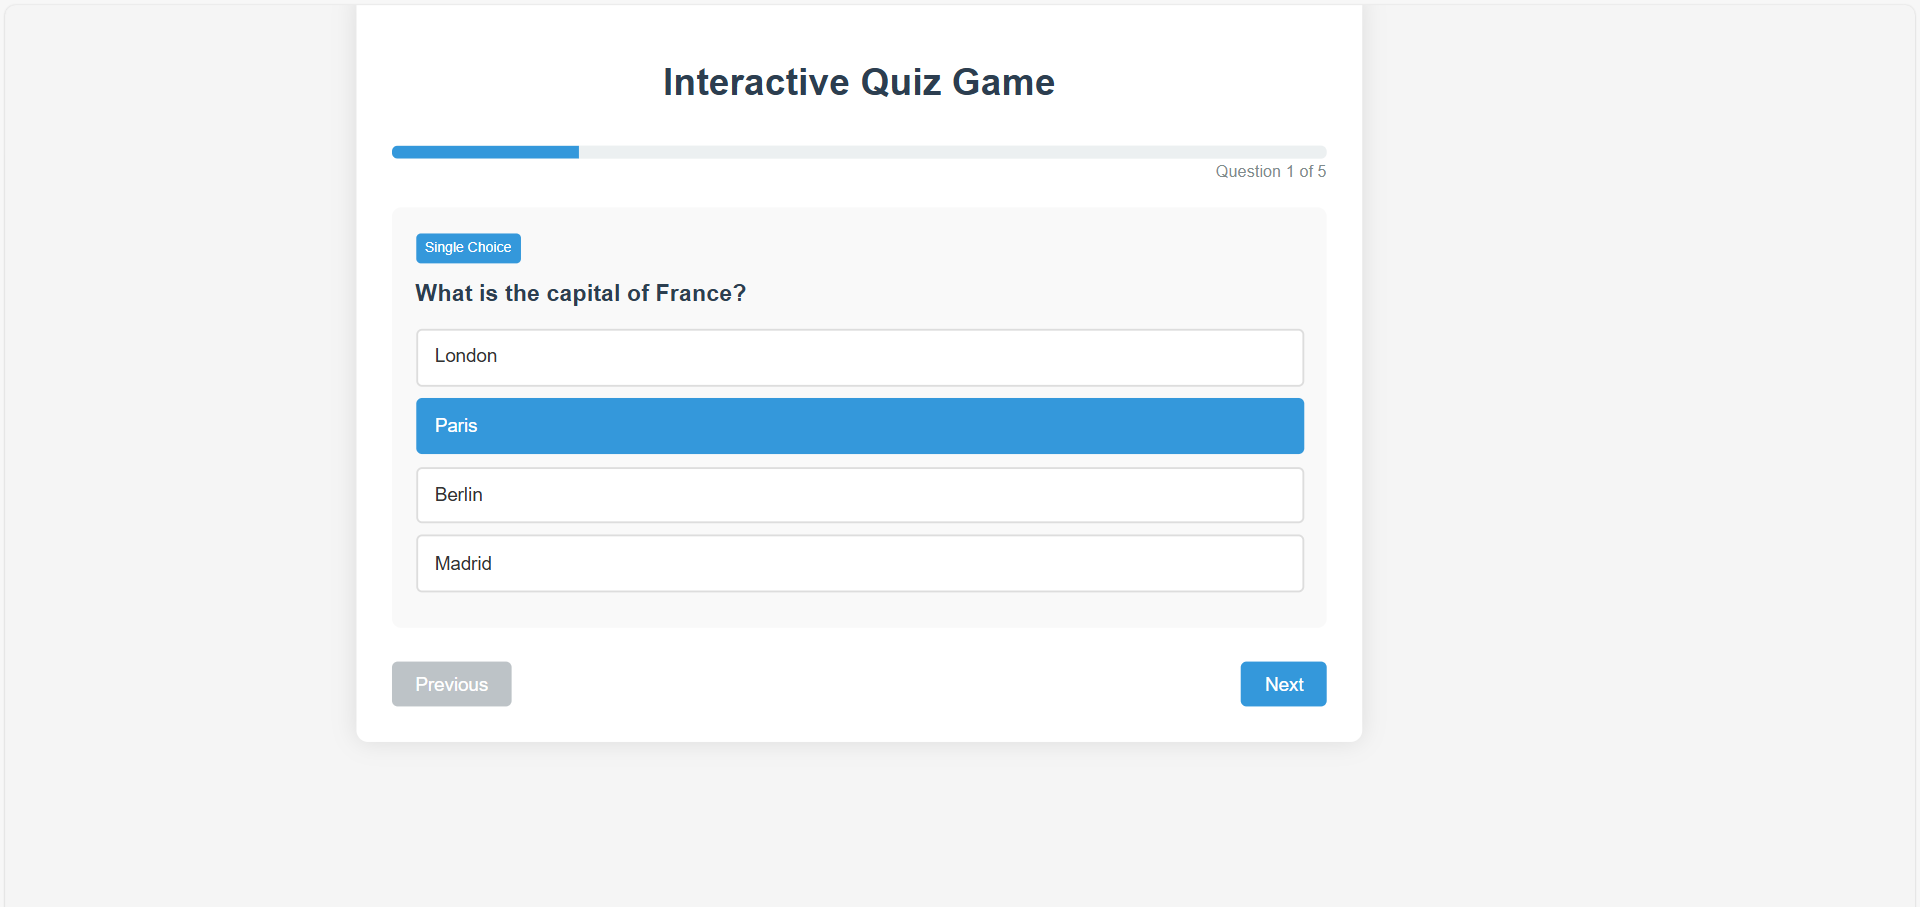 Interactive Quiz Game
Question 1 of 5
Single Choice
What is the capital of France?
London
Paris
Berlin
Madrid
Previous
Next